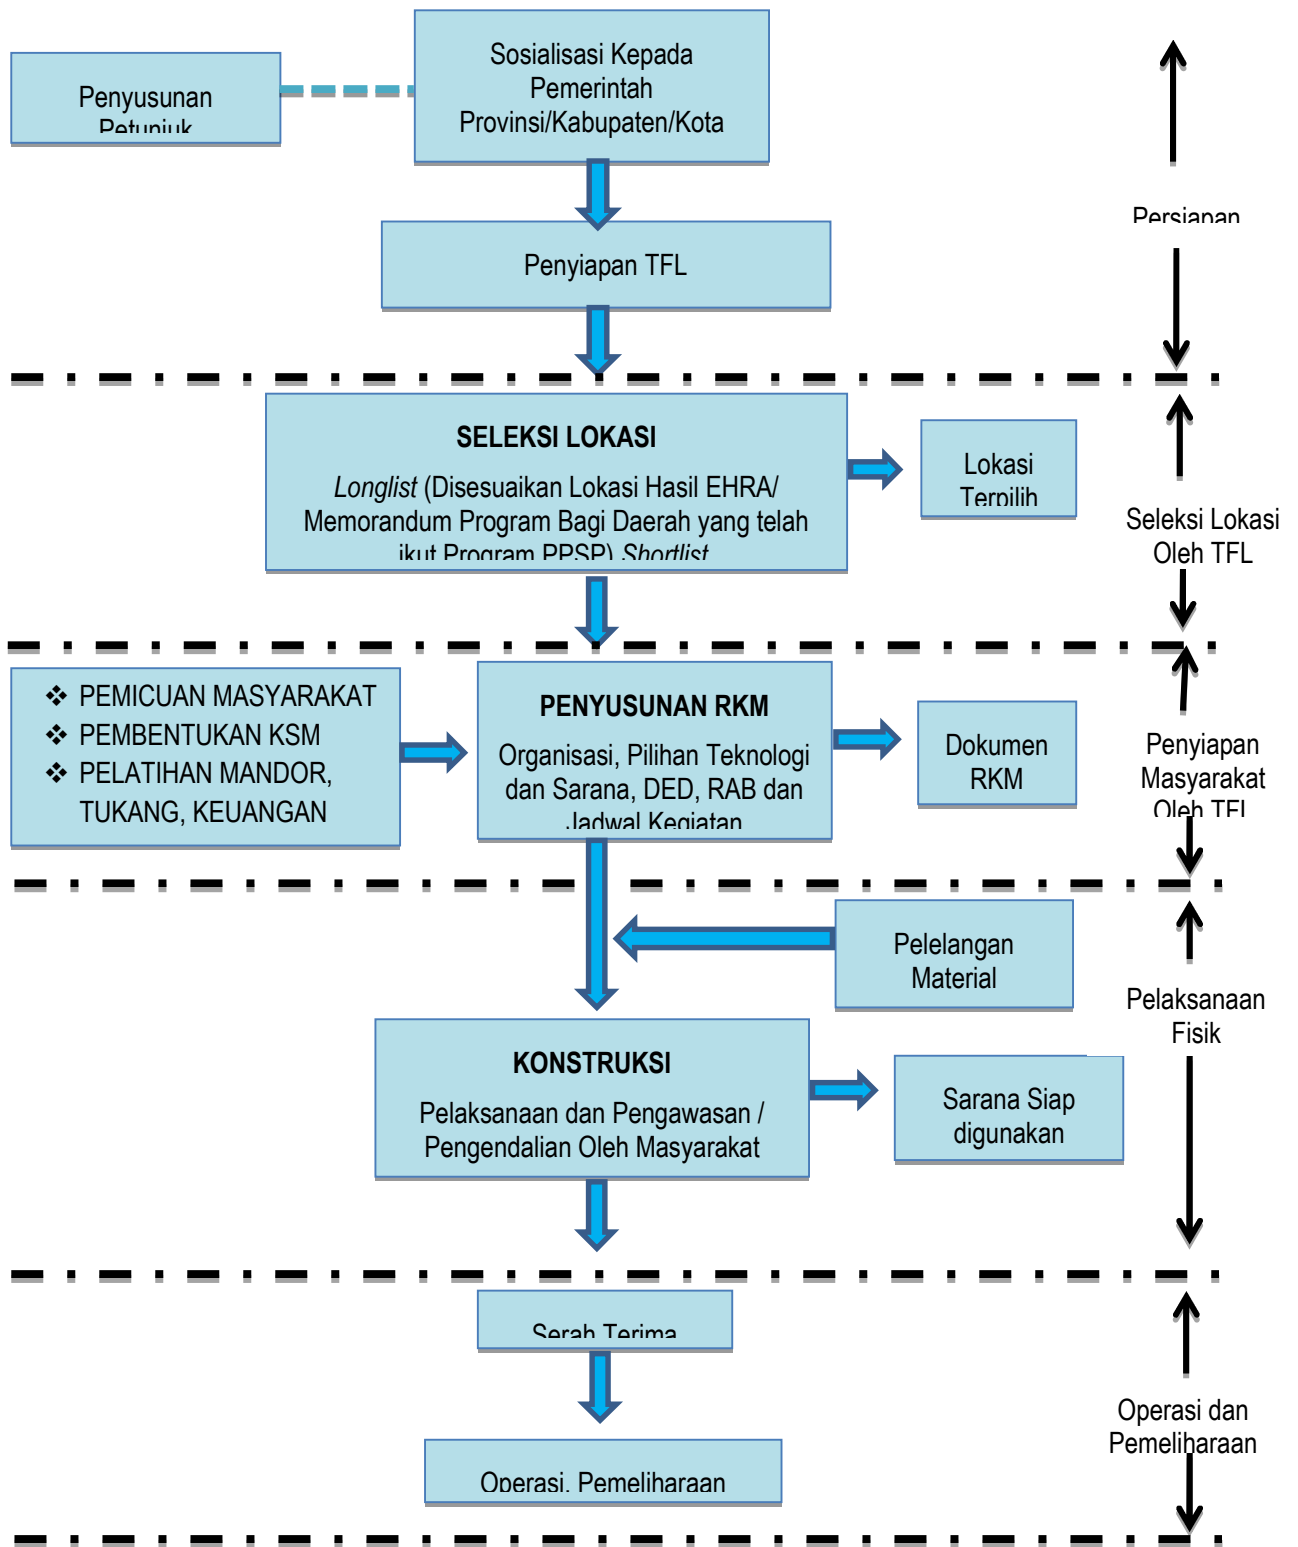 Sosialisasi Kepada
Pemerintah
Provinsi/Kabupaten/Kota
Penyusunan
Petunjuk
Penyiapan TFL
Persiapan
SELEKSI LOKASI
Longlist (Disesuaikan Lokasi Hasil EHRA/
Memorandum Program Bagi Daerah yang telah
ikut Program PPSP) Shortlist
Lokasi
Terpilih
Seleksi Lokasi
Oleh TFL
❖ PEMICUAN MASYARAKAT
❖ PEMBENTUKAN KSM
❖ PELATIHAN MANDOR,
TUKANG, KEUANGAN
PENYUSUNAN RKM
Organisasi, Pilihan Teknologi
dan Sarana, DED, RAB dan
Jadwal Kegiatan
Dokumen
RKM
Penyiapan
Masyarakat
Oleh TFL
Pelelangan
Material
Pelaksanaan
Fisik
KONSTRUKSI
Pelaksanaan dan Pengawasan /
Pengendalian Oleh Masyarakat
Sarana Siap
digunakan
Serah Terima
Operasi dan
Pemeliharaan
Operasi, Pemeliharaan